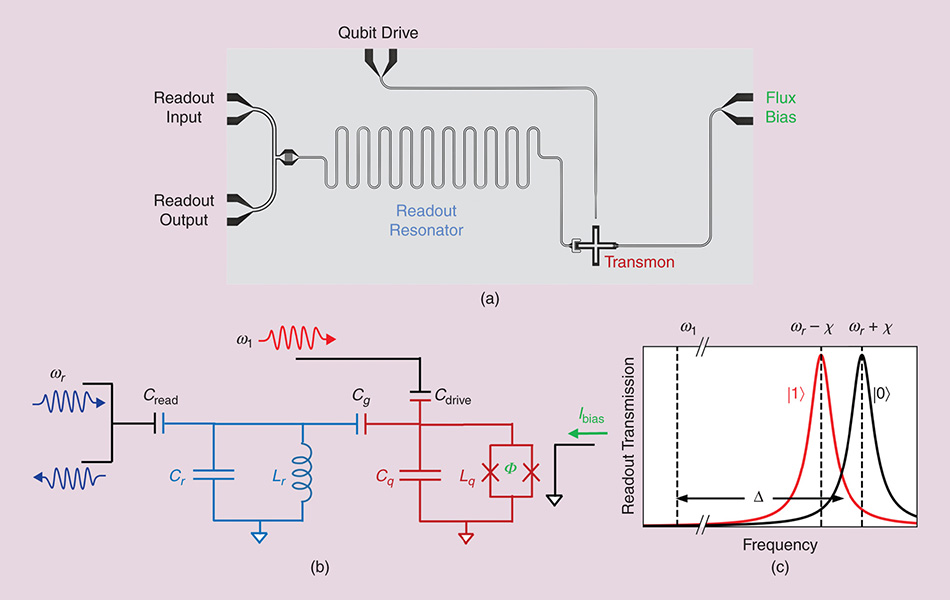 Qubit Drive
Readout
Input
Flux
Bias
Readout
Output
Readout
Resonator
Transmon
(a)
ω1
ωr
Cread
Cg
Cdrive
Ibias
Cr
Lr
Cq
Lq
Φ
(b)
ω1
ωr − χ
ωr + χ
Readout Transmission
|1⟩
|0⟩
Δ
Frequency
(c)